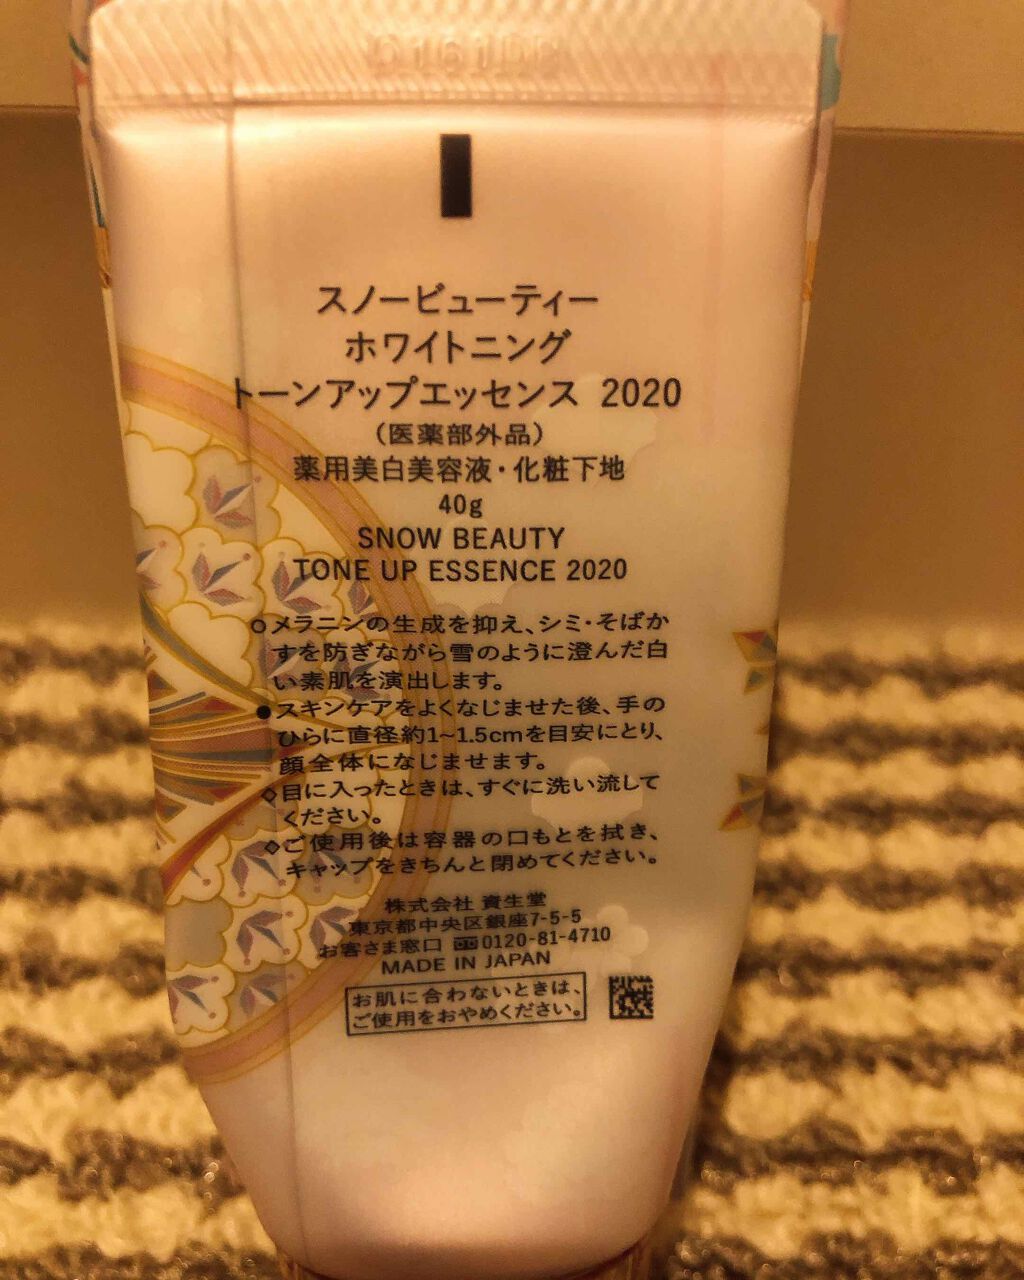 スノービューティー
ホワイトニング
トーンアップエッセンス 2020
（医薬部外品）
薬用美白美容液・化粧下地
40g
SNOW BEAUTY
TONE UP ESSENCE 2020
○メラニンの生成を抑え、シミ・そばか
すを防ぎながら雪のように澄んだ白
い素肌を演出します。
●スキンケアをよくなじませた後、手の
ひらに直径約1~1.5cmを目安にとり、
顔全体になじませます。
◇目に入ったときは、すぐに洗い流して
ください。
◇ご使用後は容器の口もとを拭き、
キャップをきちんと閉めてください。
株式会社 資生堂
東京都中央区銀座7-5-5
お客さま窓口 0120-81-4710
MADE IN JAPAN
お肌に合わないときは、
ご使用をおやめください。